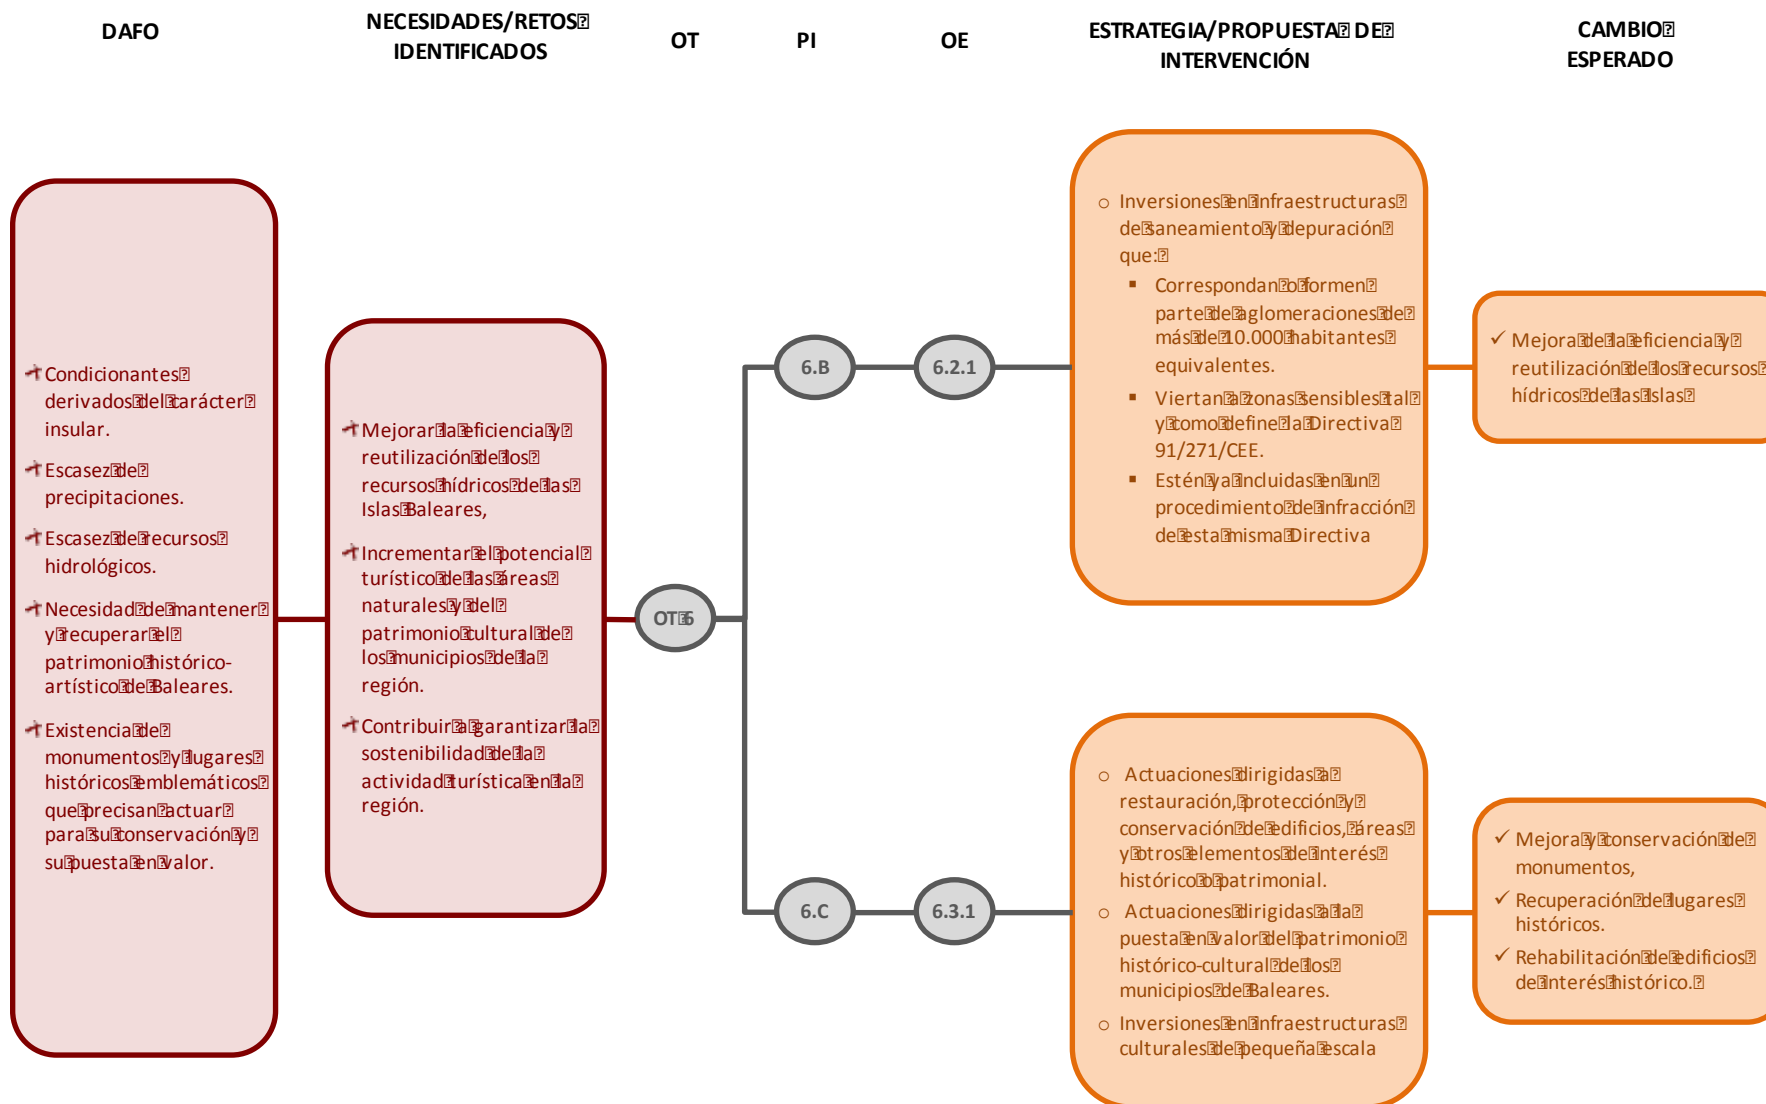 DAFO
NECESIDADES/RETOS
IDENTIFICADOS
OT
PI
OE
ESTRATEGIA/PROPUESTA DE
INTERVENCIÓN
CAMBIO
ESPERADO
Condicionantes
derivados del carácter
insular.
Escasez de
precipitaciones.
Escasez de recursos
hidrológicos.
Necesidad de mantener
y recuperar el
patrimonio histórico-
artístico de Baleares.
Existencia de
monumentos y lugares
históricos emblemáticos
que precisan actuar
para su conservación y
su puesta en valor.
Mejorar la eficiencia y
reutilización de los
recursos hídricos de las
Islas Baleares,
Incrementar el potencial
turístico de las áreas
naturales y del
patrimonio cultural de
los municipios de la
región.
Contribuir a garantizar la
sostenibilidad de la
actividad turística en la
región.
OT 6
6.B
6.2.1
6.C
6.3.1
o Inversiones en infraestructuras
de saneamiento y depuración
que:
▪ Correspondan o formen
parte de aglomeraciones de
más de 10.000 habitantes
equivalentes.
▪ Viertan a zonas sensibles tal
y como define la Directiva
91/271/CEE.
▪ Estén ya incluidas en un
procedimiento de infracción
de esta misma Directiva
o Actuaciones dirigidas a
restauración, protección y
conservación de edificios, áreas
y otros elementos de interés
histórico o patrimonial.
o Actuaciones dirigidas a la
puesta en valor del patrimonio
histórico-cultural de los
municipios de Baleares.
o Inversiones en infraestructuras
culturales de pequeña escala
✓ Mejora de la eficiencia y
reutilización de los recursos
hídricos de las Islas
✓ Mejora y conservación de
monumentos,
✓ Recuperación de lugares
históricos.
✓ Rehabilitación de edificios
de interés histórico.